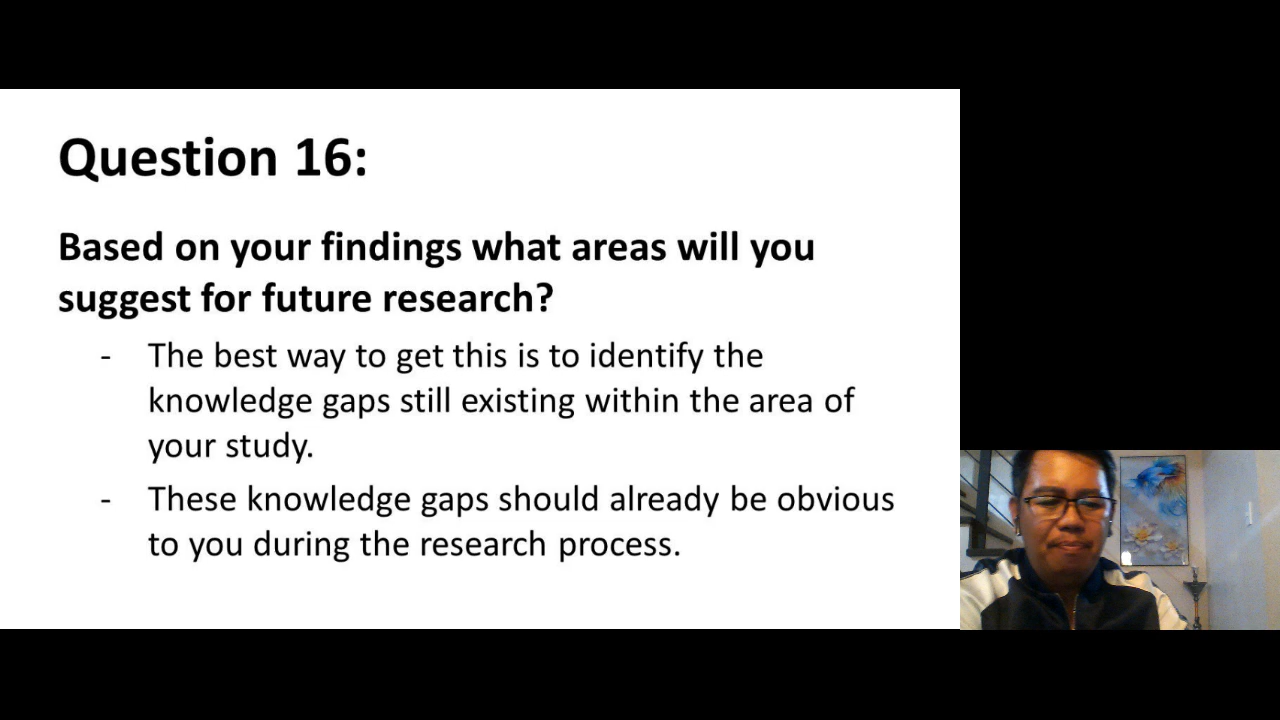 Question 16:
Based on your findings what areas will you
suggest for future research?
- The best way to get this is to identify the
knowledge gaps still existing within the area of
your study.
- These knowledge gaps should already be obvious
to you during the research process.